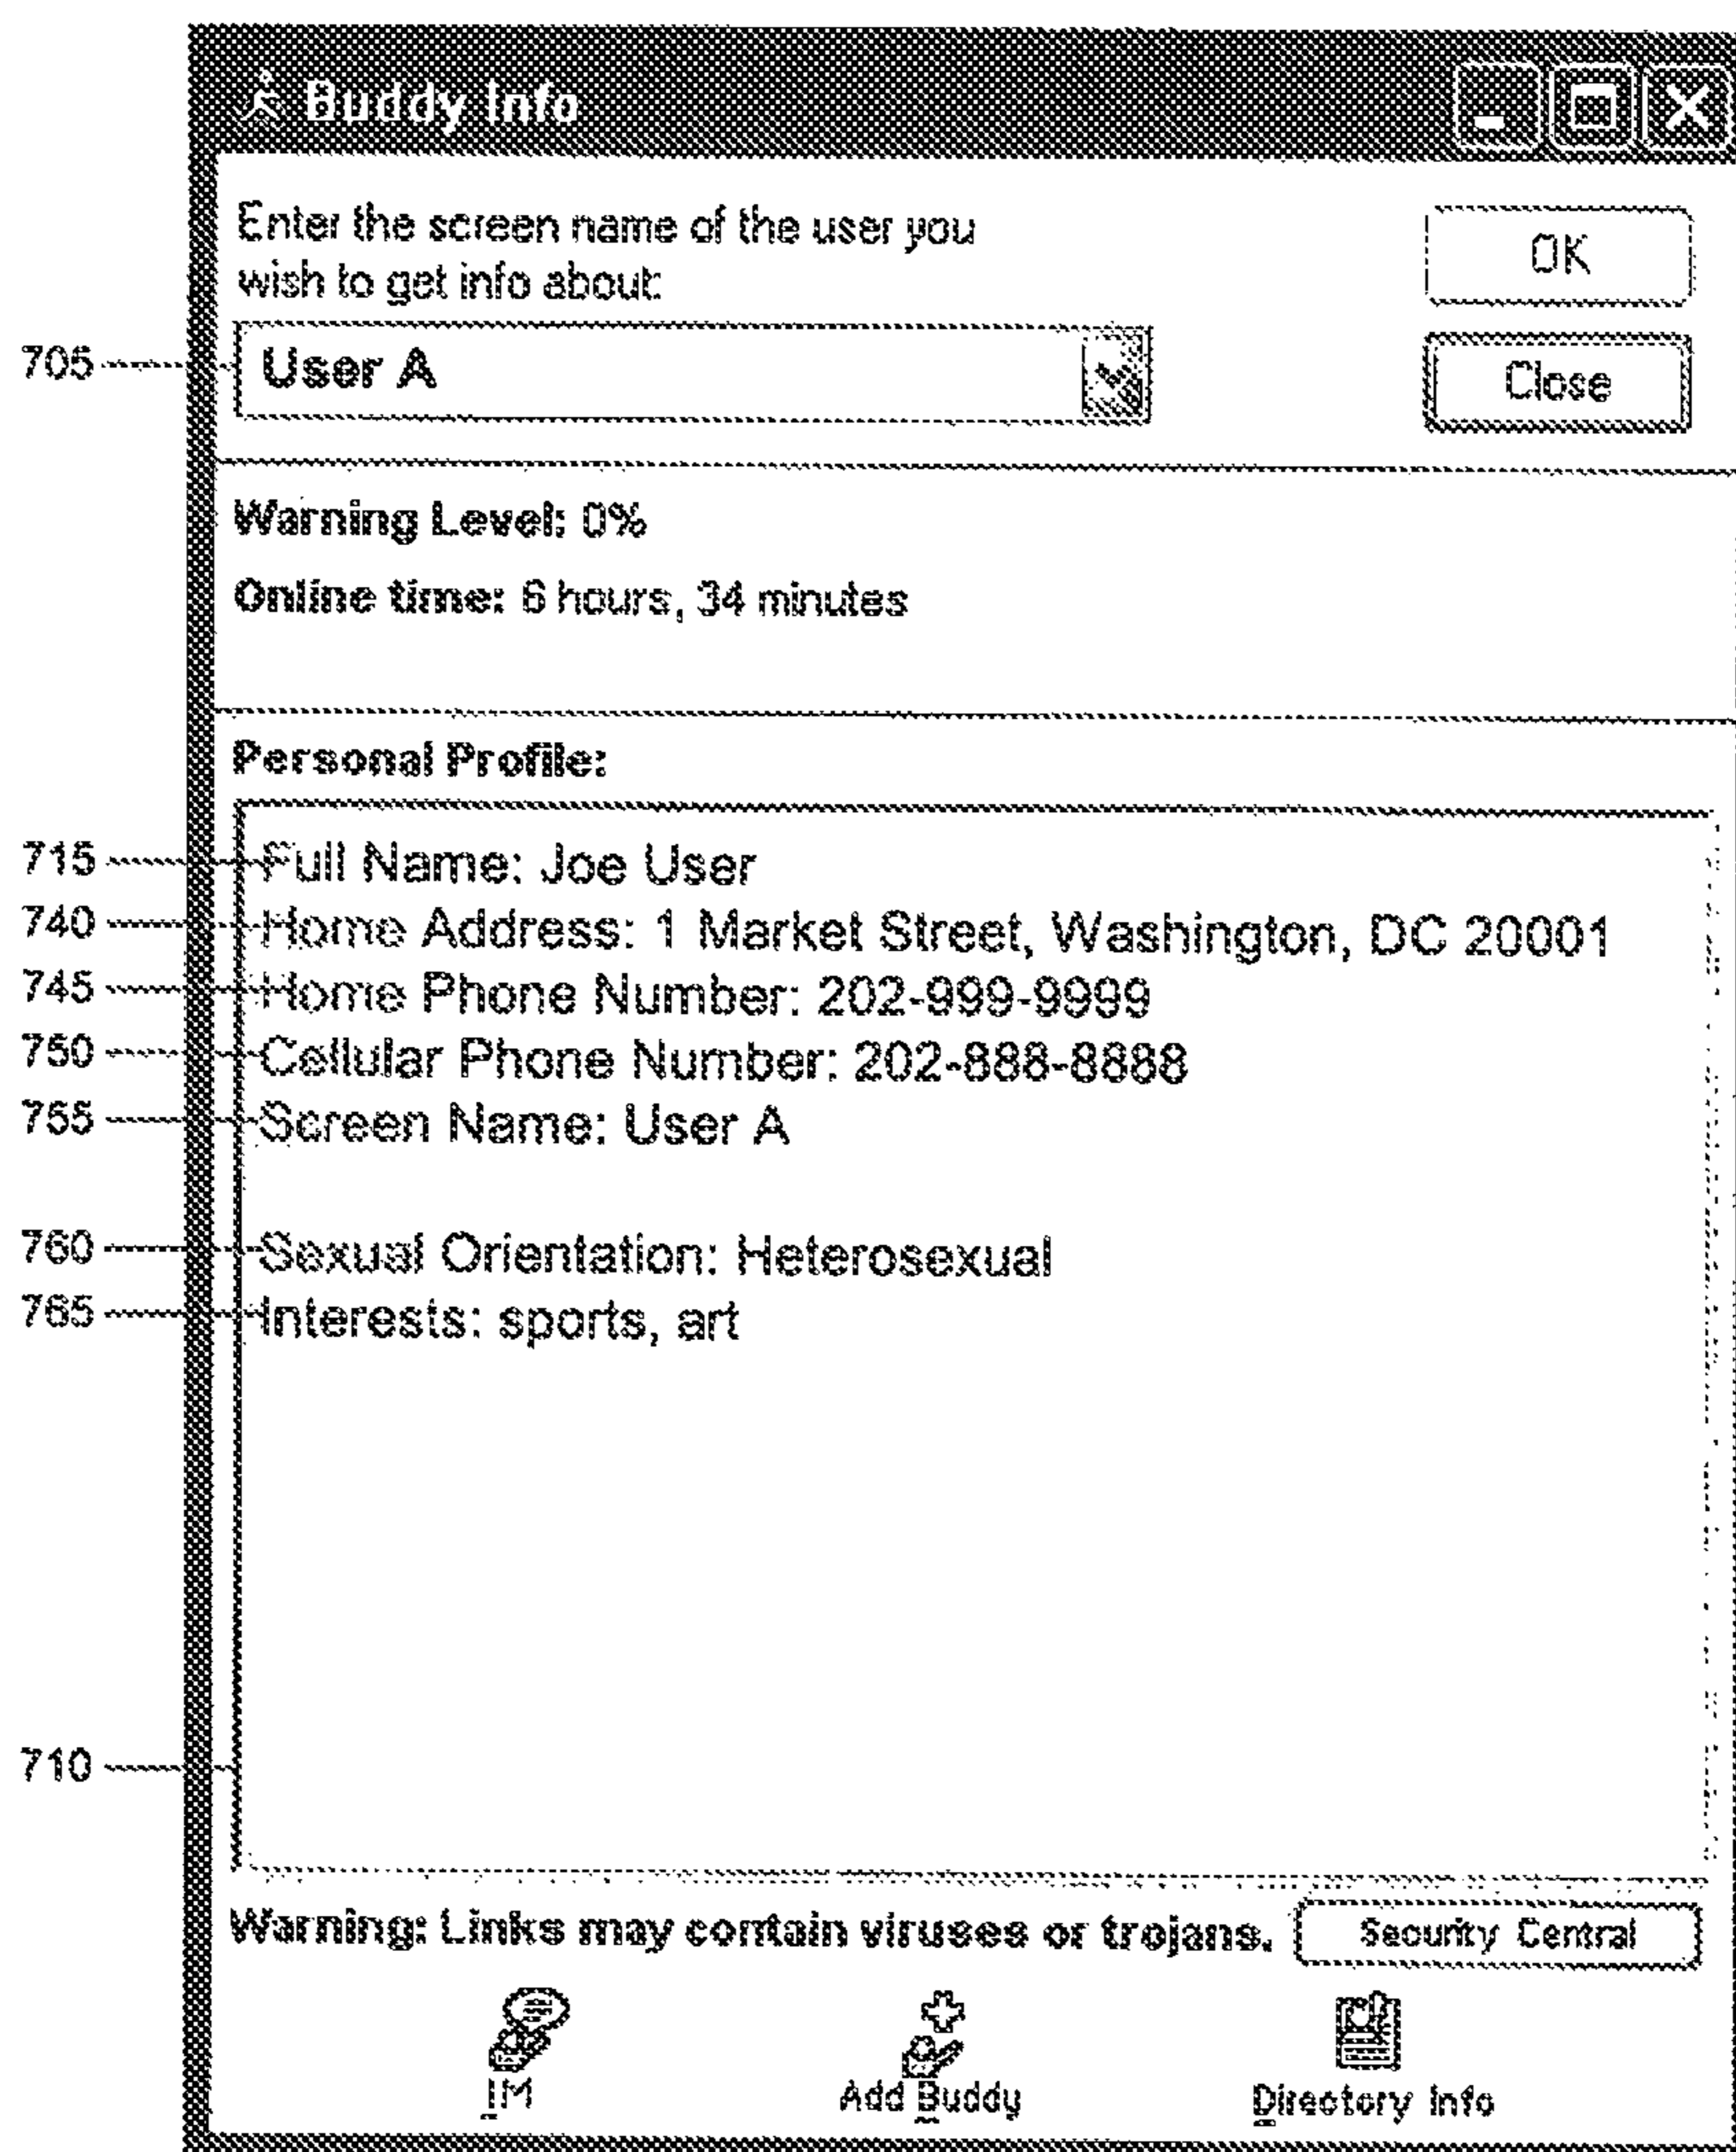 Buddy Info
Enter the screen name of the user you
wish to get info about:
OK
705
User A
Close
Warning Level: 0%
Online time: 6 hours, 34 minutes
Personal Profile:
715 Full Name: Joe User
740 Home Address: 1 Market Street, Washington, DC 20001
745 Home Phone Number: 202-999-9999
750 Cellular Phone Number: 202-888-8888
755 Screen Name: User A
760 Sexual Orientation: Heterosexual
765 Interests: sports, art
710
Warning: Links may contain viruses or trojans. Security Central
IM Add Buddy Directory Info